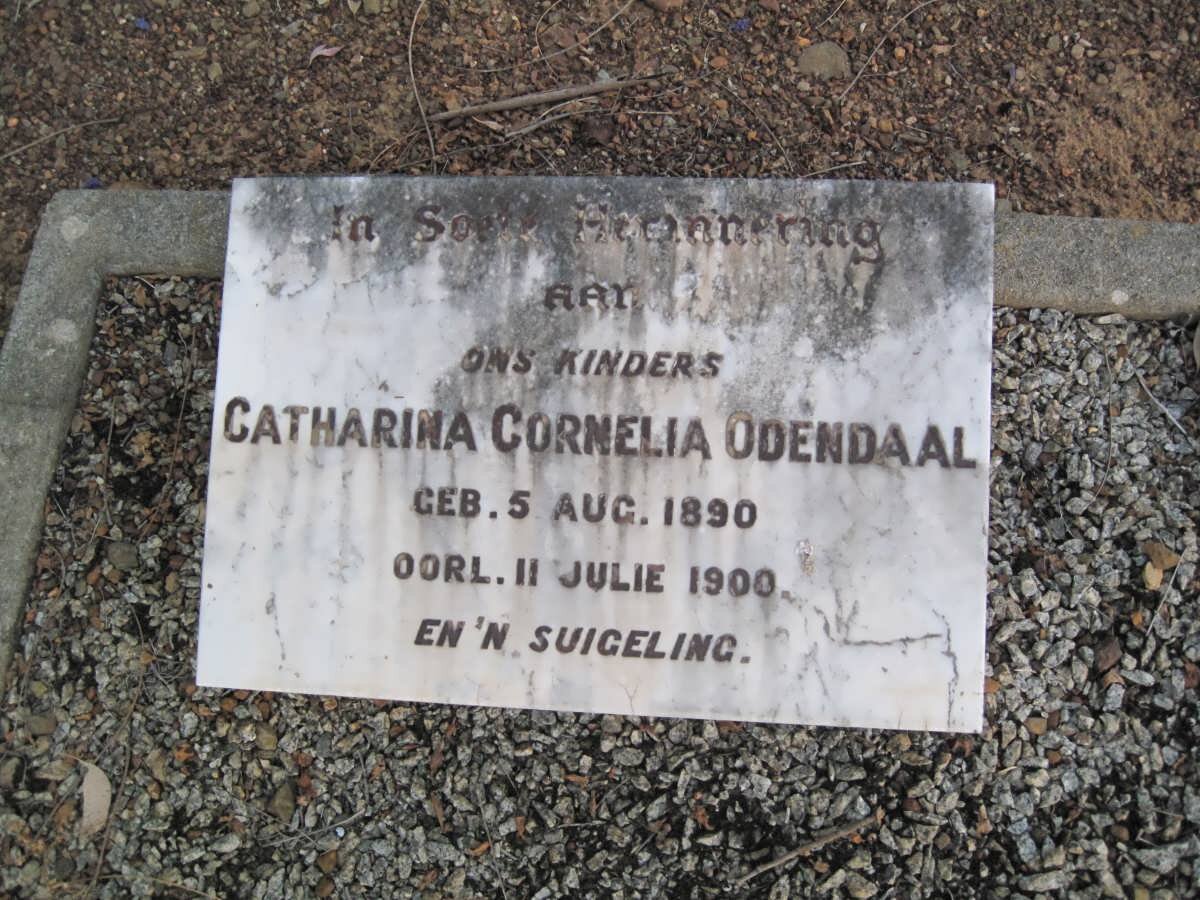 In Soete Herinnering
AAN
ONS KINDERS
CATHARINA CORNELIA ODENDAAL
GEB. 5 AUG. 1890
OORL. 11 JULIE 1900.
EN 'N SUIGELING.